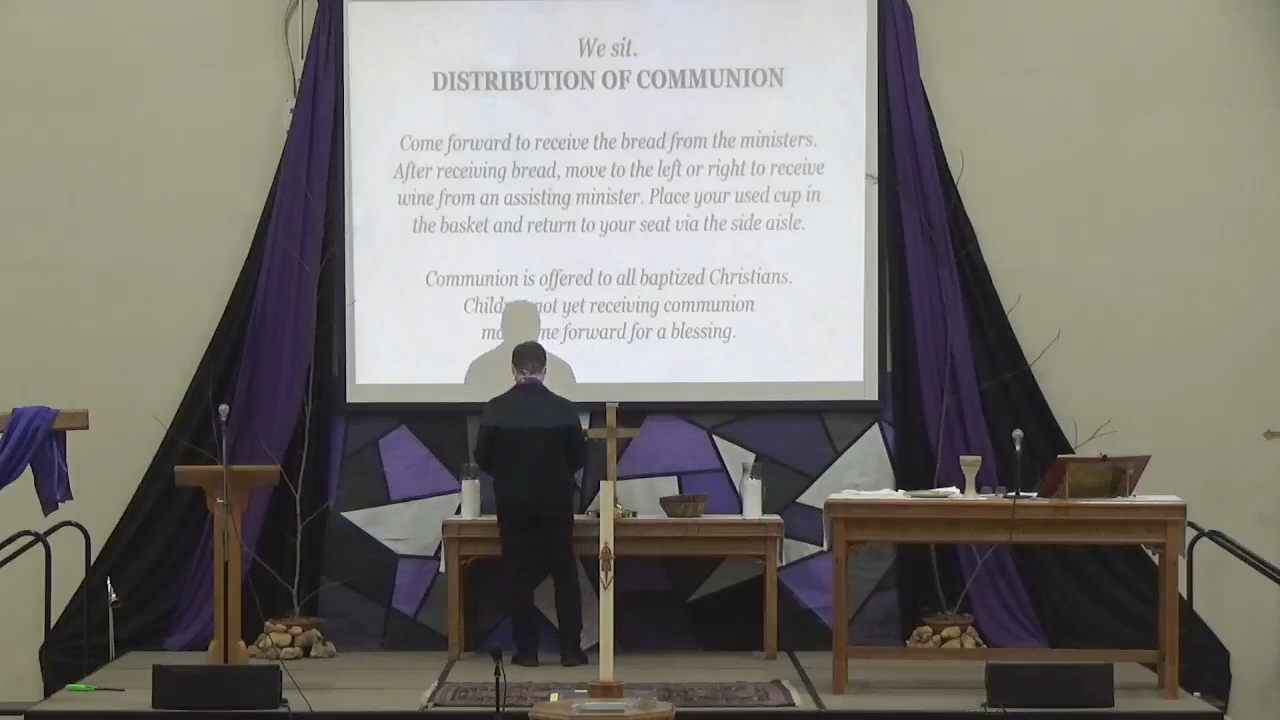 We sit.
DISTRIBUTION OF COMMUNION
Come forward to receive the bread from the ministers.
After receiving bread, move to the left or right to receive
wine from an assisting minister. Place your used cup in
the basket and return to your seat via the side aisle.
Communion is offered to all baptized Christians.
not yet receiving communion
forward for a blessing.